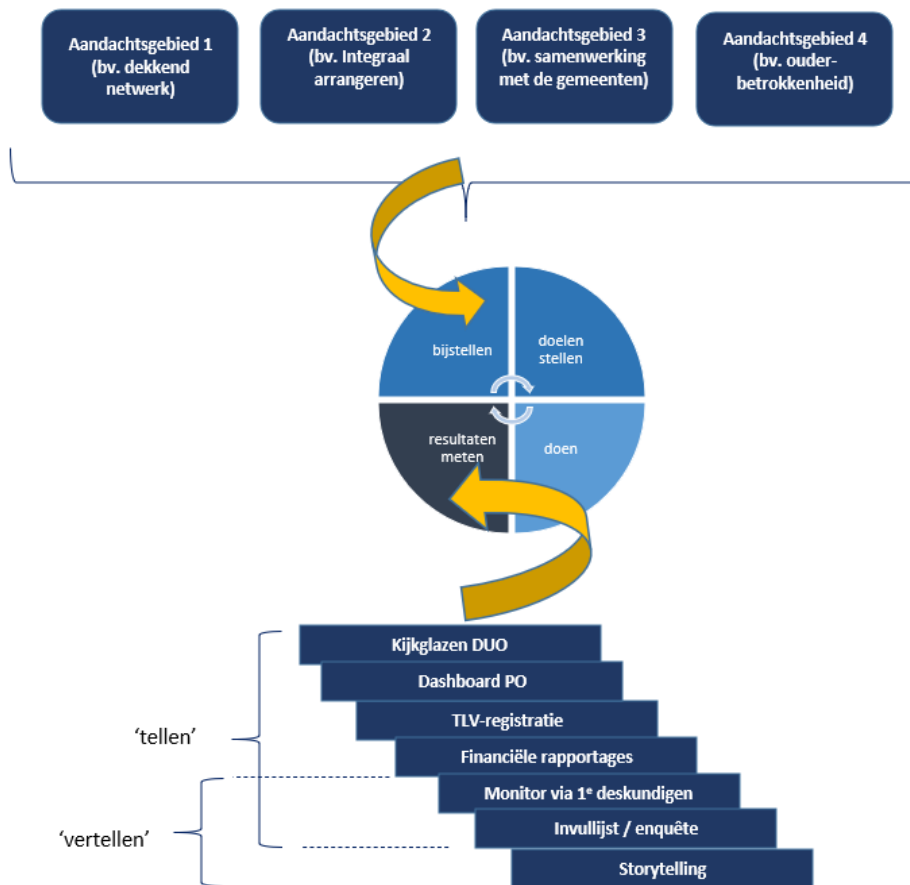 Aandachtsgebied 1
(bv. dekkend
netwerk)
Aandachtsgebied 2
(bv. Integraal
arrangeren)
Aandachtsgebied 3
(bv. samenwerking
met de gemeenten)
Aandachtsgebied 4
(bv. ouder-
betrokkenheid)
bijstellen
doelen
stellen
resultaten
meten
doen
Kijkglazen DUO
Dashboard PO
TLV-registratie
'tellen'
Financiële rapportages
Monitor via 1ᵉ deskundigen
Invullijst / enquête
'vertellen'
Storytelling